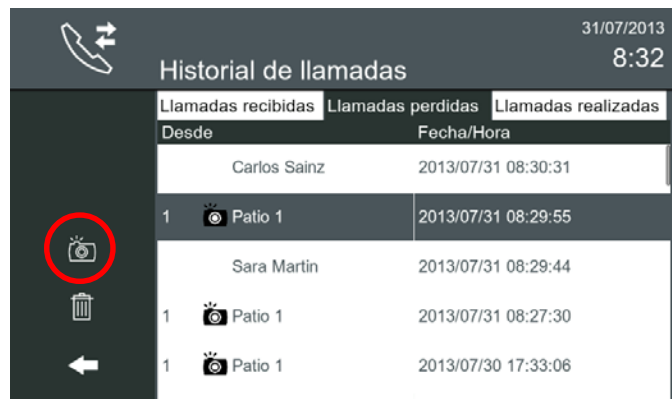 31/07/2013
8:32
Historial de llamadas
Llamadas recibidas Llamadas perdidas Llamadas realizadas
Desde Fecha/Hora
Carlos Sainz 2013/07/31 08:30:31
1 Patio 1 2013/07/31 08:29:55
Sara Martin 2013/07/31 08:29:44
1 Patio 1 2013/07/31 08:27:30
1 Patio 1 2013/07/30 17:33:06